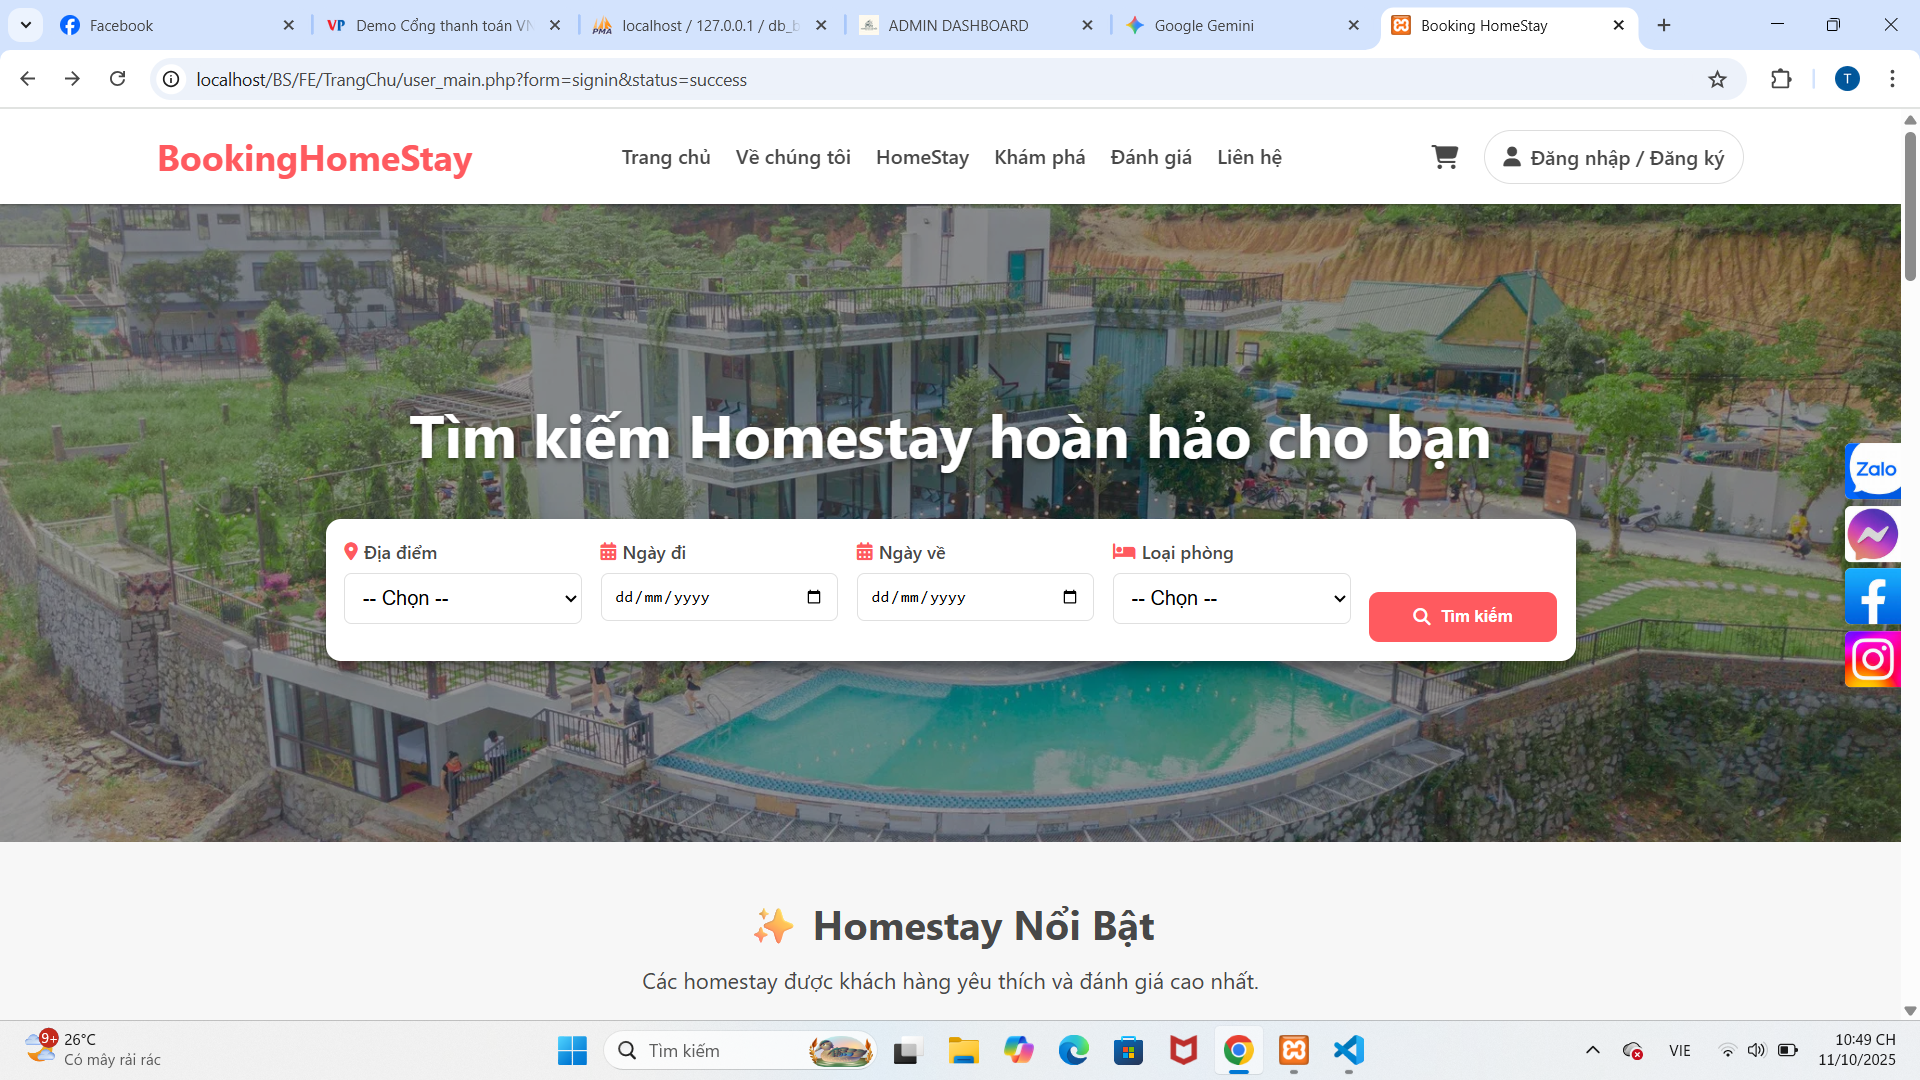 Facebook
Demo Cổng thanh toán VN
localhost / 127.0.0.1 / db_b
ADMIN DASHBOARD
Google Gemini
Booking HomeStay
localhost/BS/FE/TrangChu/user_main.php?form=signin&status=success
T
BookingHomeStay
Trang chủ
Về chúng tôi
HomeStay
Khám phá
Đánh giá
Liên hệ
Đăng nhập / Đăng ký
Tìm kiếm Homestay hoàn hảo cho bạn
Địa điểm
Ngày đi
Ngày về
Loại phòng
-- Chọn --
dd/mm/yyyy
dd/mm/yyyy
-- Chọn --
Tìm kiếm
Zalo
Homestay Nổi Bật
Các homestay được khách hàng yêu thích và đánh giá cao nhất.
9+
26°C
Có mây rải rác
Tìm kiếm
VIE
10:49 CH
11/10/2025